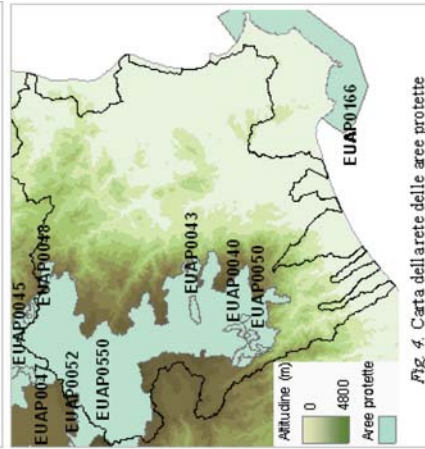 EUAP0045
EUAP0017
EUAP0048
EUAP0052
EUAP0550
EUAP0043
EUAP0040
EUAP0050
EUAP0166
Altitudine (m)
0
4800
Aree protette
Fig. 4. Carta della rete delle aree protette